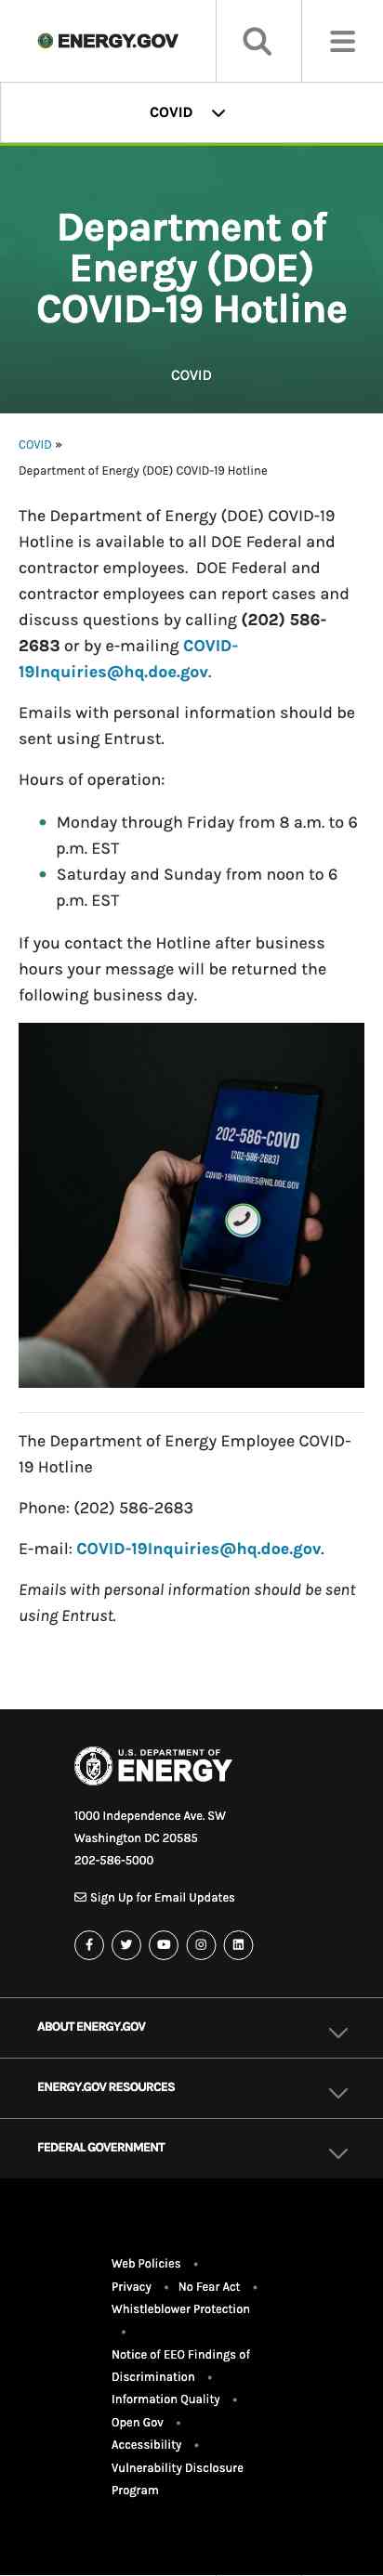 ENERGY.GOV
COVID
Department of
Energy (DOE)
COVID-19 Hotline
COVID
COVID »
Department of Energy (DOE) COVID-19 Hotline
The Department of Energy (DOE) COVID-19
Hotline is available to all DOE Federal and
contractor employees.  DOE Federal and
contractor employees can report cases and
discuss questions by calling (202) 586-
2683 or by e-mailing COVID-
19Inquiries@hq.doe.gov.
Emails with personal information should be
sent using Entrust.
Hours of operation:
Monday through Friday from 8 a.m. to 6
p.m. EST
Saturday and Sunday from noon to 6
p.m. EST
If you contact the Hotline after business
hours your message will be returned the
following business day.
202-586-COVD
(202-586-2683)
COVID-19INQUIRIES@HQ.DOE.GOV
The Department of Energy Employee COVID-
19 Hotline
Phone: (202) 586-2683
E-mail: COVID-19Inquiries@hq.doe.gov.
Emails with personal information should be sent
using Entrust.
U.S. DEPARTMENT OF
ENERGY
1000 Independence Ave. SW
Washington DC 20585
202-586-5000
Sign Up for Email Updates
ABOUT ENERGY.GOV
ENERGY.GOV RESOURCES
FEDERAL GOVERNMENT
Web Policies •
Privacy • No Fear Act •
Whistleblower Protection
•
Notice of EEO Findings of
Discrimination •
Information Quality •
Open Gov •
Accessibility •
Vulnerability Disclosure
Program